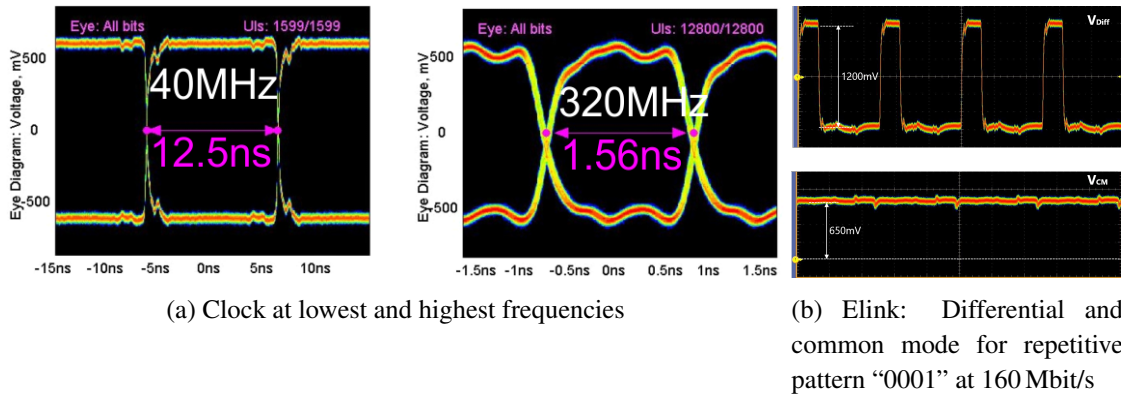 Eye: All bits
UIs: 1599/1599
Eye Diagram: Voltage, mV
500
0
-500
40MHz
12.5ns
-15ns -10ns -5ns 0ns 5ns 10ns
Eye: All bits
UIs: 12800/12800
Eye Diagram: Voltage, mV
500
0
-500
320MHz
1.56ns
-1.5ns -1ns -0.5ns 0ns 0.5ns 1ns 1.5ns
(a) Clock at lowest and highest frequencies
VDiff
1200mV
VCM
650mV
(b) Elink: Differential and
common mode for repetitive
pattern “0001” at 160 Mbit/s